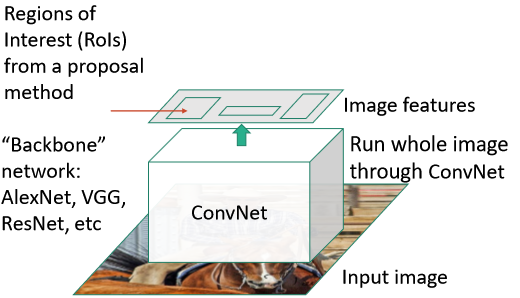 Regions of
Interest (RoIs)
from a proposal
method
Image features
“Backbone”
network:
AlexNet, VGG,
ResNet, etc
Run whole image
through ConvNet
ConvNet
Input image